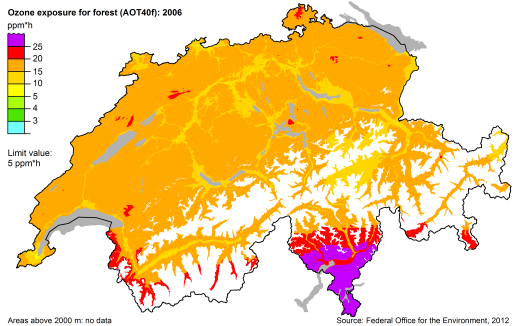 Ozone exposure for forest (AOT40f): 2006
ppm*h
25
20
15
10
5
4
3
Limit value:
5 ppm*h
Areas above 2000 m: no data
Source: Federal Office for the Environment, 2012